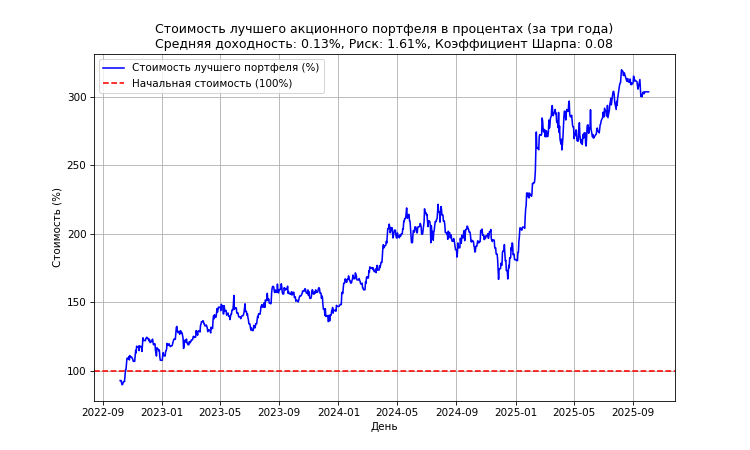 Стоимость лучшего акционного портфеля в процентах (за три года)
Средняя доходность: 0.13%, Риск: 1.61%, Коэффициент Шарпа: 0.08
Стоимость лучшего портфеля (%)
Начальная стоимость (100%)
Стоимость (%)
300
250
200
150
100
2022-09 2023-01 2023-05 2023-09 2024-01 2024-05 2024-09 2025-01 2025-05 2025-09
День